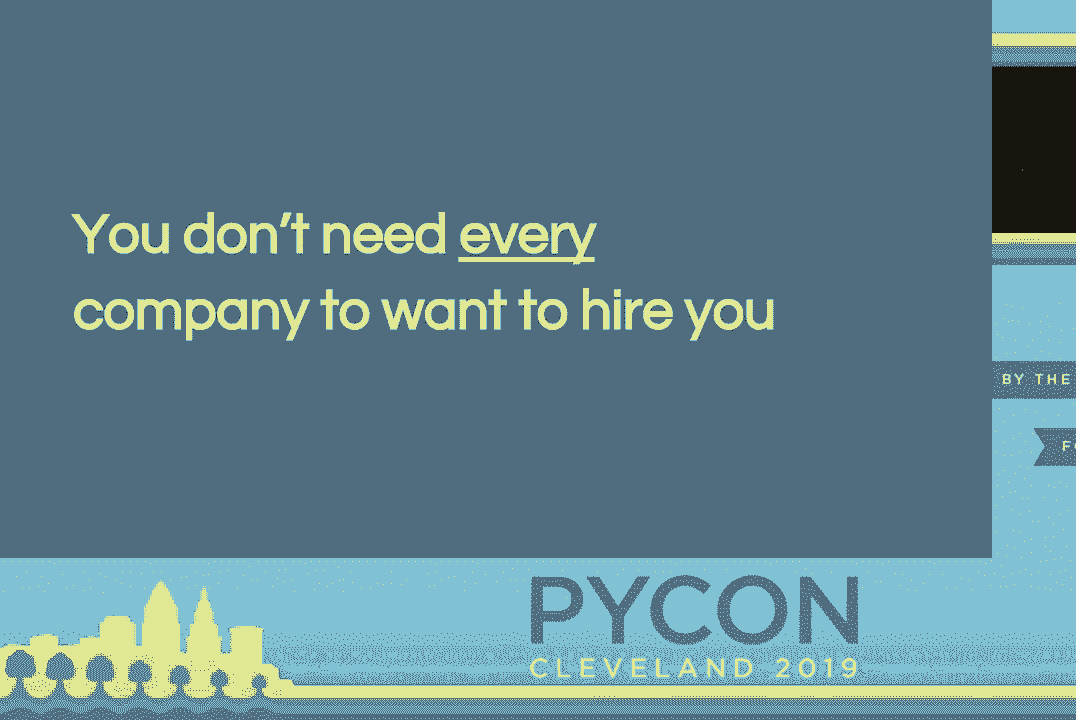 You don’t need every
company to want to hire you
BY THE
PYCON
CLEVELAND 2019